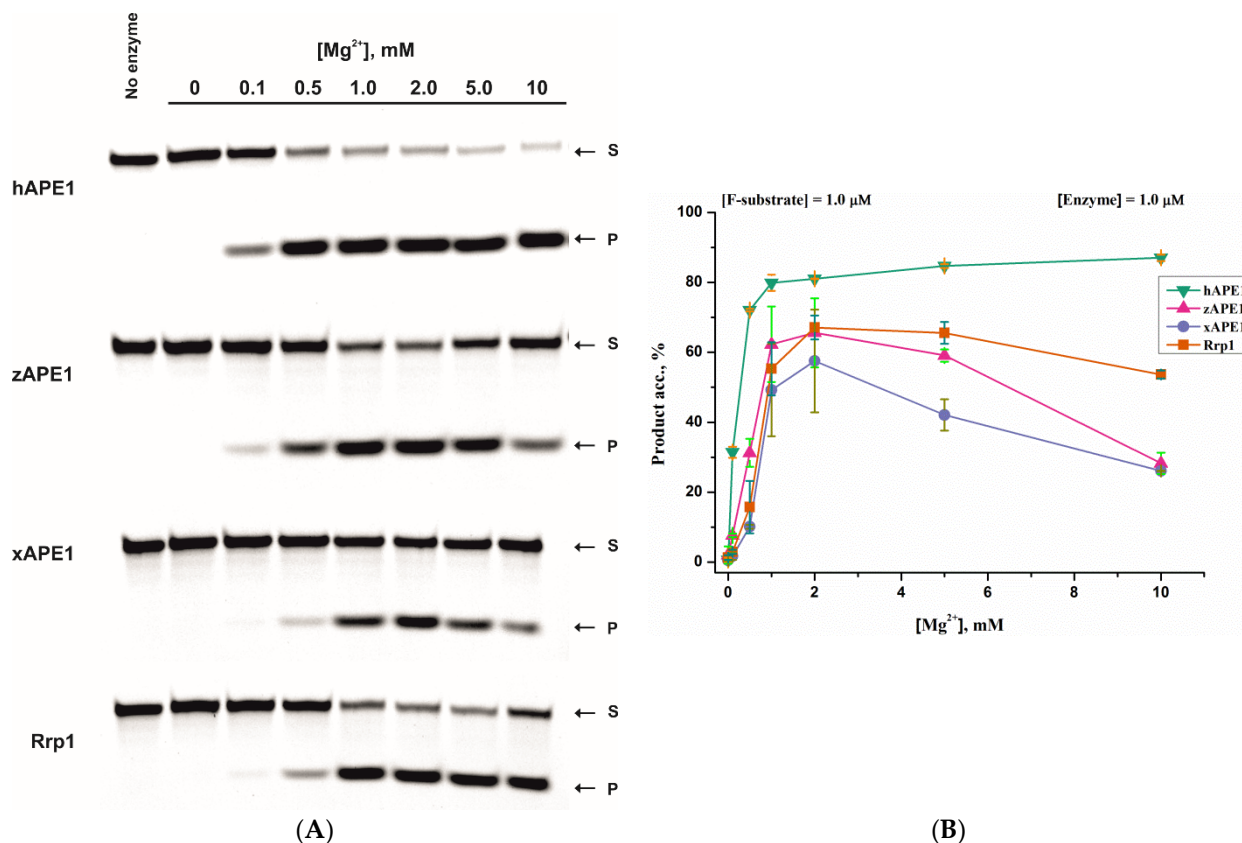 No enzyme
[Mg²⁺], mM
0 0.1 0.5 1.0 2.0 5.0 10
← S
hAPE1
← P
← S
zAPE1
← P
← S
xAPE1
← P
← S
Rrp1
← P
(A)
[F-substrate] = 1.0 μM [Enzyme] = 1.0 μM
100
80
60
40
20
0
Product acc., %
hAPE1
zAPE1
xAPE1
Rrp1
0 2 4 6 8 10
[Mg²⁺], mM
(B)